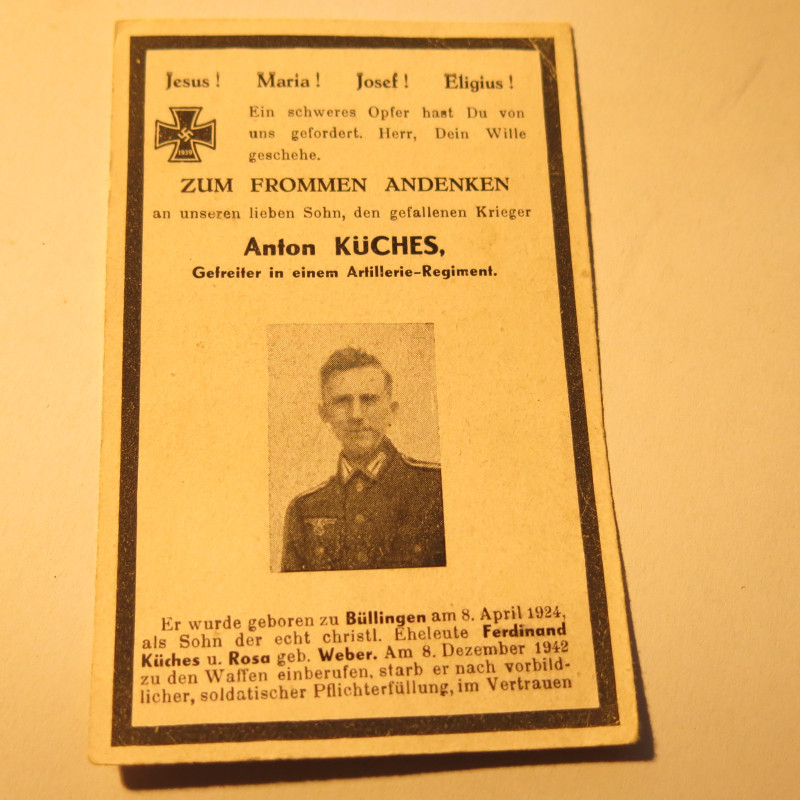 Jesus! Maria! Josef! Eligius!
Ein schweres Opfer hast Du von
uns gefordert. Herr, Dein Wille
geschehe.
1939
ZUM FROMMEN ANDENKEN
an unseren lieben Sohn, den gefallenen Krieger
Anton KÜCHES,
Gefreiter in einem Artillerie-Regiment.
Er wurde geboren zu Büllingen am 8. April 1924,
als Sohn der echt christl. Eheleute Ferdinand
Küches u. Rosa geb. Weber. Am 8. Dezember 1942
zu den Waffen einberufen, starb er nach vorbild-
licher, soldatischer Pflichterfüllung, im Vertrauen